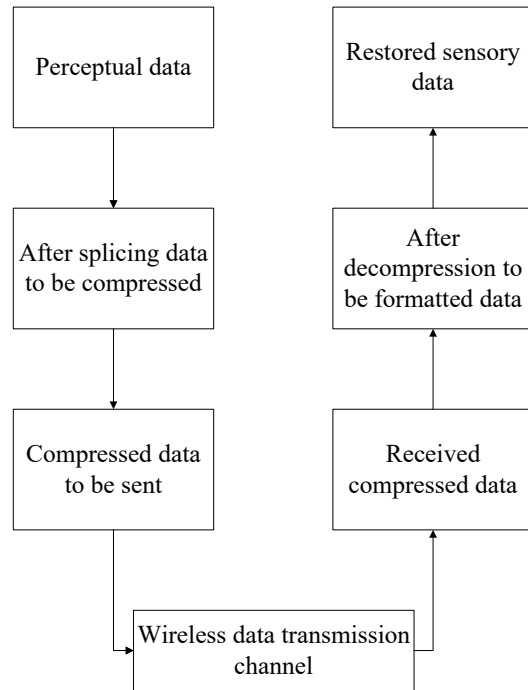 Perceptual data
After splicing data
to be compressed
Compressed data
to be sent
Wireless data transmission
channel
Received
compressed data
After
decompression to
be formatted data
Restored sensory
data